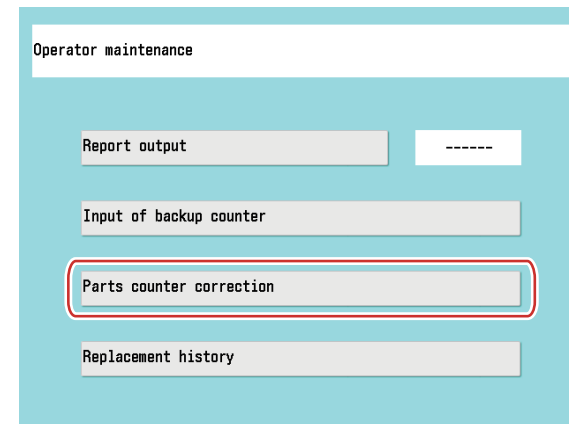 Operator maintenance
Report output ------
Input of backup counter
Parts counter correction
Replacement history